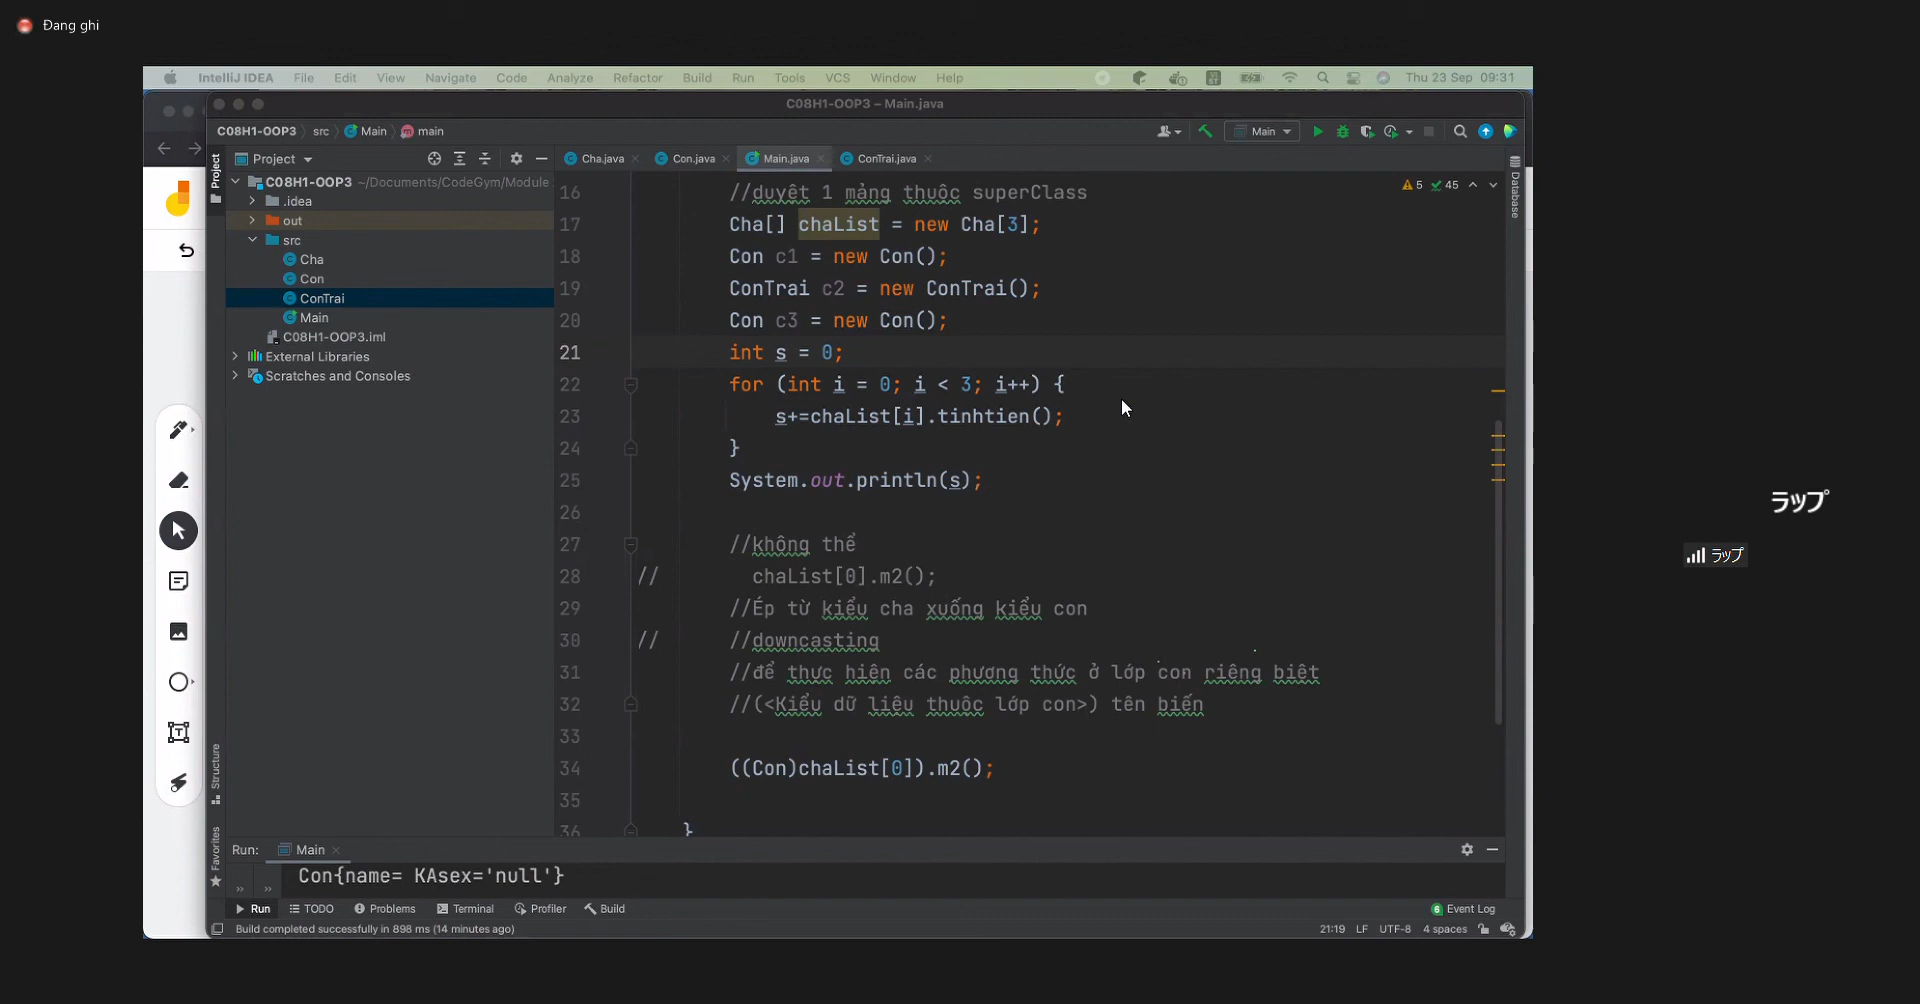 Đang ghi
IntelliJ IDEA File Edit View Navigate Code Analyze Refactor Build Run Tools VCS Window Help Thu 23 Sep 09:31
C08H1-OOP3 – Main.java
C08H1-OOP3 src Main main Main
Project Project Cha.java Con.java Main.java ConTrai.java
C08H1-OOP3 ~/Documents/CodeGym/Module
.idea
out
src
Cha
Con
ConTrai
Main
C08H1-OOP3.iml
External Libraries
Scratches and Consoles
5 45
Database
16 //duyệt 1 mảng thuộc superClass
17 Cha[] chaList = new Cha[3];
18 Con c1 = new Con();
19 ConTrai c2 = new ConTrai();
20 Con c3 = new Con();
21 int s = 0;
22 for (int i = 0; i < 3; i++) {
23 s+=chaList[i].tinhtien();
24 }
25 System.out.println(s);
26
27 //không thể
28 // chaList[0].m2();
29 //Ép từ kiểu cha xuống kiểu con
30 // //downcasting
31 //để thực hiện các phương thức ở lớp con riêng biệt
32 //(<Kiểu dữ liệu thuộc lớp con>) tên biến
33
34 ((Con)chaList[0]).m2();
35
36 }
Structure
Favorites
Run: Main
Con{name= KAsex='null'}
Run TODO Problems Terminal Profiler Build 6 Event Log
Build completed successfully in 898 ms (14 minutes ago) 21:19 LF UTF-8 4 spaces
ラップ
ラップ